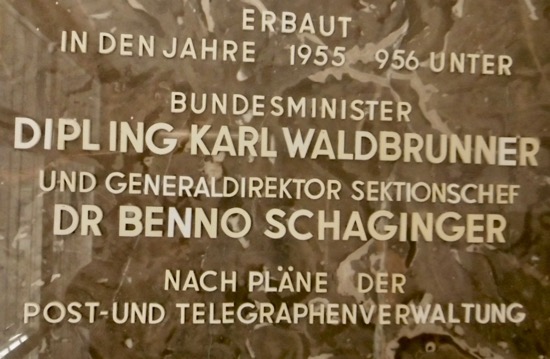 ERBAUT
IN DEN JAHRE 1955 956 UNTER
BUNDESMINISTER
DIPL ING KARL WALDBRUNNER
UND GENERALDIREKTOR SEKTIONSCHEF
DR BENNO SCHAGINGER
NACH PLÄNE DER
POST-UND TELEGRAPHENVERWALTUNG